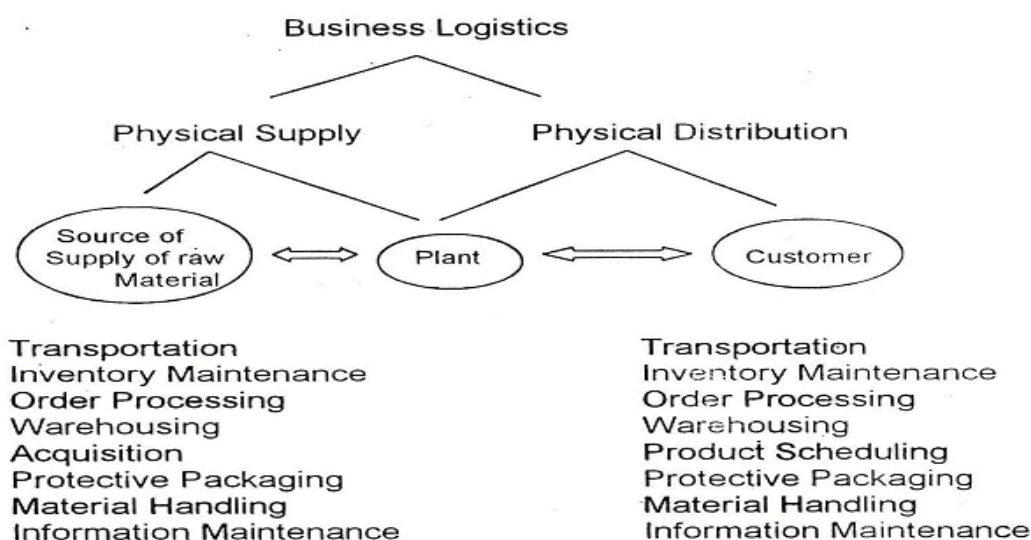 Business Logistics
Physical Supply
Physical Distribution
Source of
Supply of raw
Material
Plant
Customer
Transportation
Inventory Maintenance
Order Processing
Warehousing
Acquisition
Protective Packaging
Material Handling
Information Maintenance
Transportation
Inventory Maintenance
Order Processing
Warehousing
Product Scheduling
Protective Packaging
Material Handling
Information Maintenance